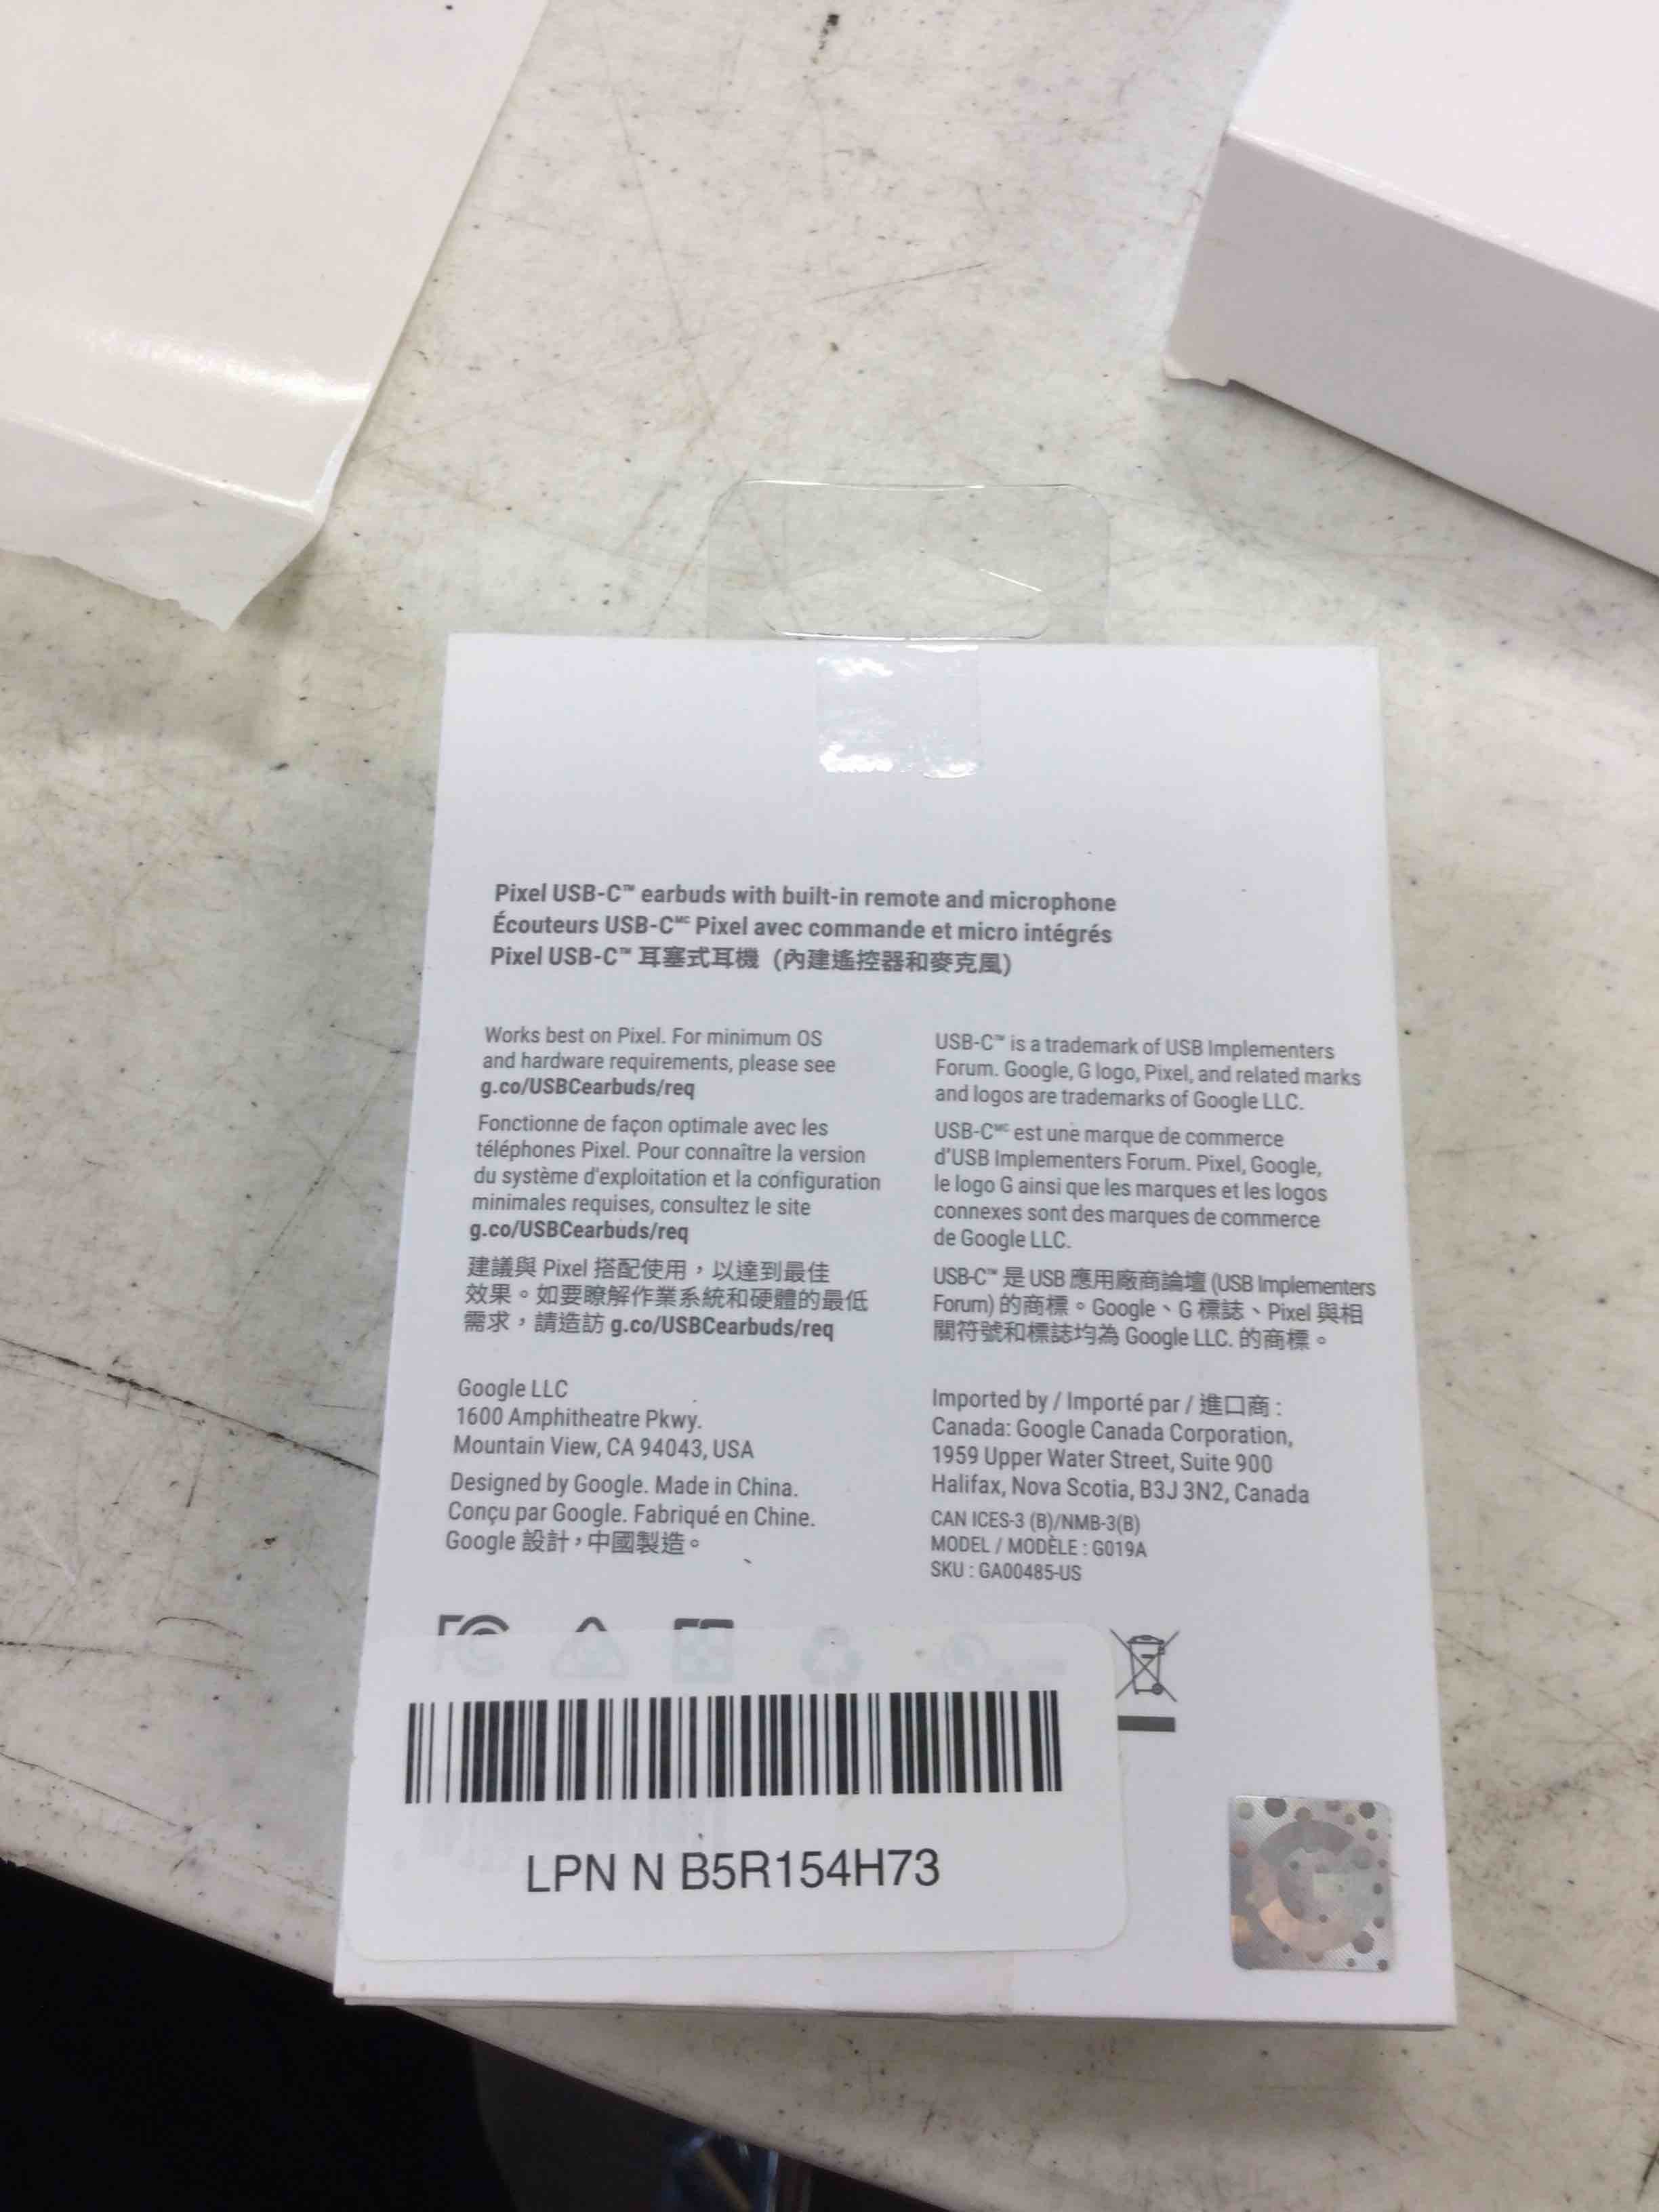 Pixel USB-C™ earbuds with built-in remote and microphone
Écouteurs USB-Cᴹᶜ Pixel avec commande et micro intégrés
Pixel USB-C™ 耳塞式耳機（內建遙控器和麥克風）
Works best on Pixel. For minimum OS
and hardware requirements, please see
g.co/USBCearbuds/req
Fonctionne de façon optimale avec les
téléphones Pixel. Pour connaître la version
du système d'exploitation et la configuration
minimales requises, consultez le site
g.co/USBCearbuds/req
建議與 Pixel 搭配使用，以達到最佳
效果。如要瞭解作業系統和硬體的最低
需求，請造訪 g.co/USBCearbuds/req
USB-C™ is a trademark of USB Implementers
Forum. Google, G logo, Pixel, and related marks
and logos are trademarks of Google LLC.
USB-Cᴹᶜ est une marque de commerce
d'USB Implementers Forum. Pixel, Google,
le logo G ainsi que les marques et les logos
connexes sont des marques de commerce
de Google LLC.
USB-C™ 是 USB 應用廠商論壇 (USB Implementers
Forum) 的商標。Google、G 標誌、Pixel 與相
關符號和標誌均為 Google LLC. 的商標。
Google LLC
1600 Amphitheatre Pkwy.
Mountain View, CA 94043, USA
Designed by Google. Made in China.
Conçu par Google. Fabriqué en Chine.
Google 設計，中國製造。
Imported by / Importé par / 進口商 :
Canada: Google Canada Corporation,
1959 Upper Water Street, Suite 900
Halifax, Nova Scotia, B3J 3N2, Canada
CAN ICES-3 (B)/NMB-3(B)
MODEL / MODÈLE : G019A
SKU : GA00485-US
LPN N B5R154H73
G